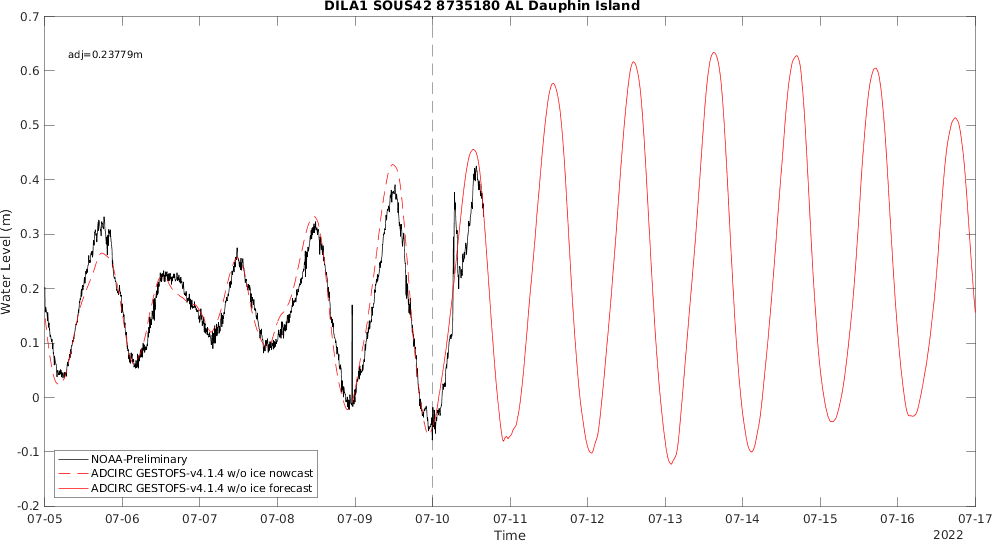 DILA1 SOUS42 8735180 AL Dauphin Island
adj=0.23779m
Water Level (m)
0.7
0.6
0.5
0.4
0.3
0.2
0.1
0
-0.1
-0.2
NOAA-Preliminary
ADCIRC GESTOFS-v4.1.4 w/o ice nowcast
ADCIRC GESTOFS-v4.1.4 w/o ice forecast
07-05 07-06 07-07 07-08 07-09 07-10 07-11 07-12 07-13 07-14 07-15 07-16 07-17
Time
2022